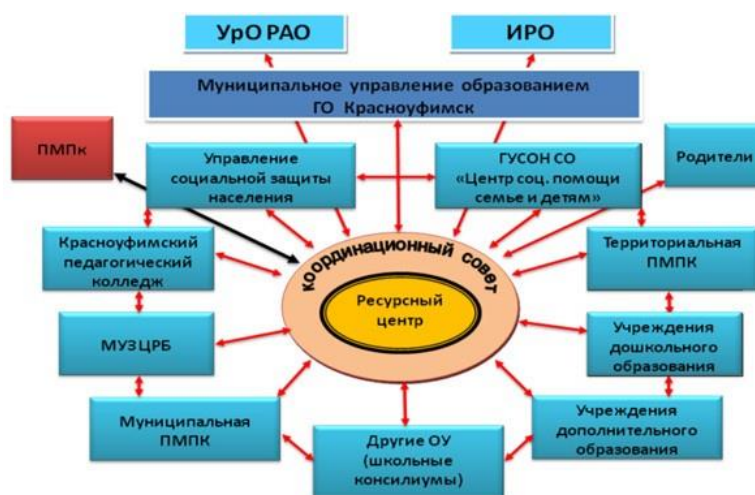 УрО РАО
ИРО
Муниципальное управление образованием
ГО Красноуфимск
ПМПк
Управление
социальной защиты
населения
ГУСОН СО
«Центр соц. помощи
семье и детям»
Родители
Красноуфимский
педагогический
колледж
координационный совет
Территориальная
ПМПК
Ресурсный
центр
МУЗЦРБ
Учреждения
дошкольного
образования
Муниципальная
ПМПК
Другие ОУ
(школьные
консилиумы)
Учреждения
дополнительного
образования